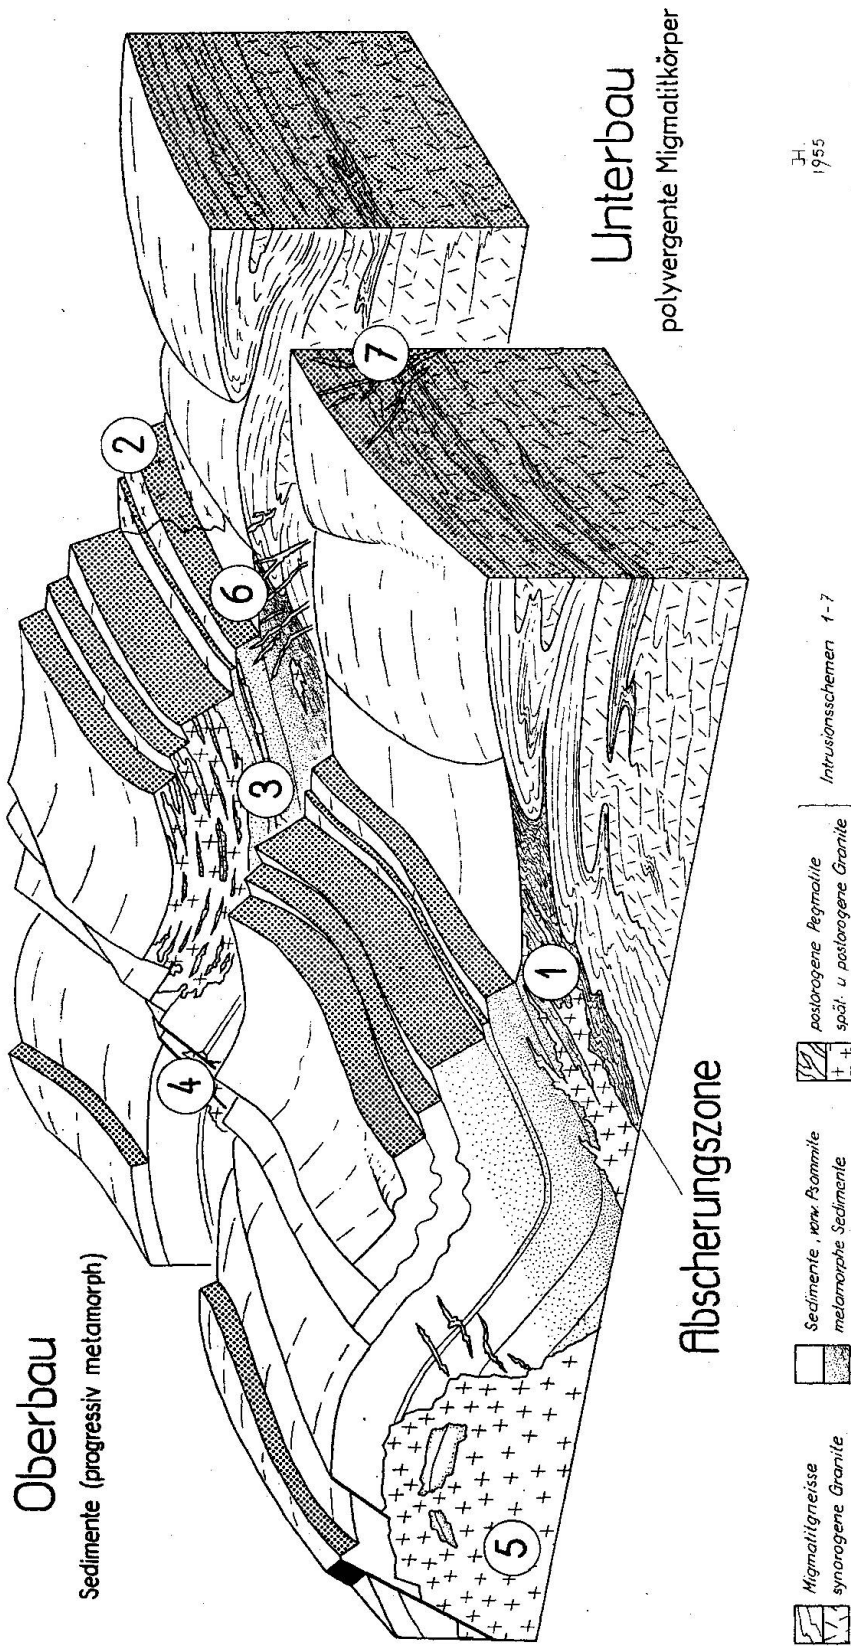 Oberbau
Sedimente (progressiv metamorph)
Unterbau
polyvergente Migmatitkörper
Abscherungszone
1
2
3
4
5
6
7
Migmatitgneisse
synorogene Granite
Sedimente, vorw. Psammite
metamorphe Sedimente
postorogene Pegmatite
spät- u postorogene Granite
Intrusionsschemen 1-7
JH.
1955